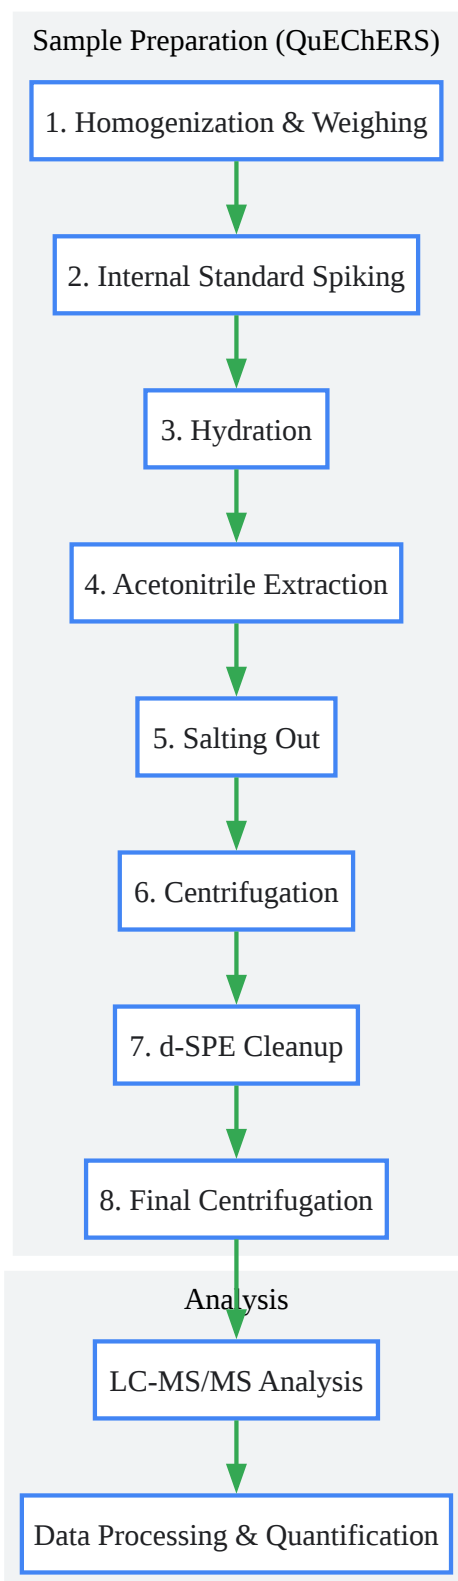 Sample Preparation (QuEChERS)
1. Homogenization & Weighing
2. Internal Standard Spiking
3. Hydration
4. Acetonitrile Extraction
5. Salting Out
6. Centrifugation
7. d-SPE Cleanup
8. Final Centrifugation
Analysis
LC-MS/MS Analysis
Data Processing & Quantification